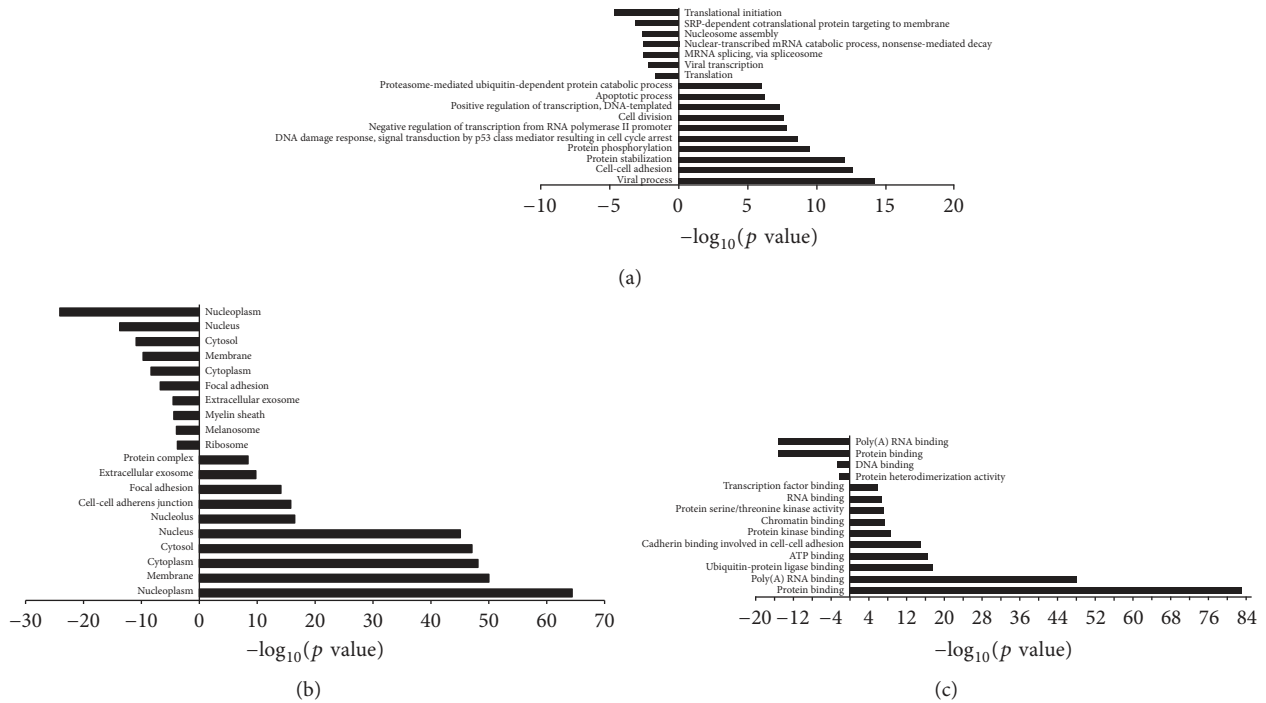 Translational initiation
SRP-dependent cotranslational protein targeting to membrane
Nucleosome assembly
Nuclear-transcribed mRNA catabolic process, nonsense-mediated decay
MRNA splicing, via spliceosome
Viral transcription
Translation
Proteasome-mediated ubiquitin-dependent protein catabolic process
Apoptotic process
Positive regulation of transcription, DNA-templated
Cell division
Negative regulation of transcription from RNA polymerase II promoter
DNA damage response, signal transduction by p53 class mediator resulting in cell cycle arrest
Protein phosphorylation
Protein stabilization
Cell-cell adhesion
Viral process
−10 −5 0 5 10 15 20
−log10(p value)
(a)
Nucleoplasm
Nucleus
Cytosol
Membrane
Cytoplasm
Focal adhesion
Extracellular exosome
Myelin sheath
Melanosome
Ribosome
Protein complex
Extracellular exosome
Focal adhesion
Cell-cell adherens junction
Nucleolus
Nucleus
Cytosol
Cytoplasm
Membrane
Nucleoplasm
−30 −20 −10 0 10 20 30 40 50 60 70
−log10(p value)
(b)
Poly(A) RNA binding
Protein binding
DNA binding
Protein heterodimerization activity
Transcription factor binding
RNA binding
Protein serine/threonine kinase activity
Chromatin binding
Protein kinase binding
Cadherin binding involved in cell-cell adhesion
ATP binding
Ubiquitin-protein ligase binding
Poly(A) RNA binding
Protein binding
−20 −12 −4 4 12 20 28 36 44 52 60 68 76 84
−log10(p value)
(c)